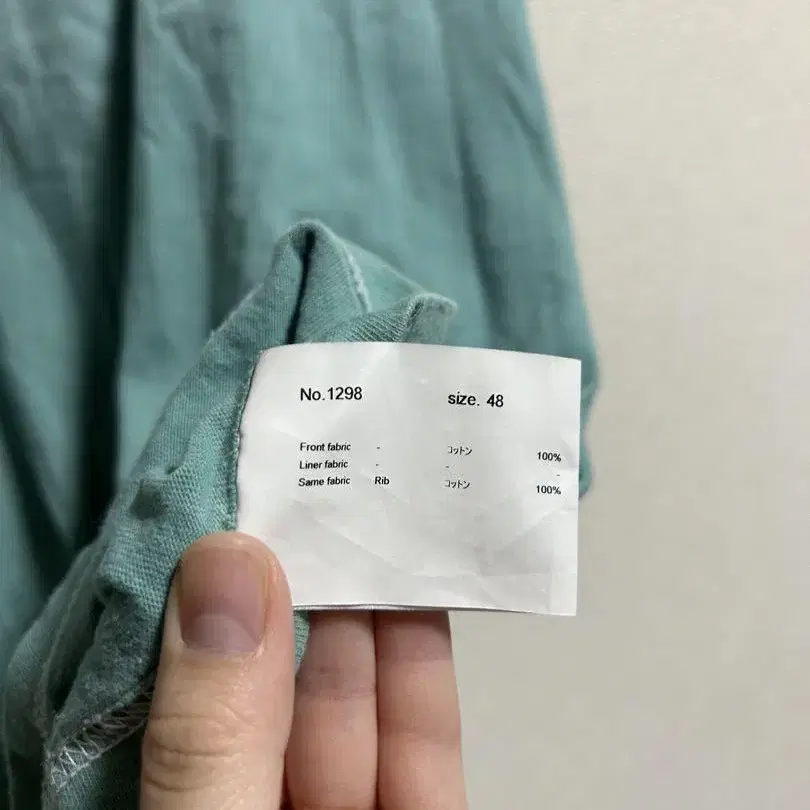 No.1298 size. 48
Front fabric - コットン 100%
Liner fabric - - -
Same fabric Rib コットン 100%